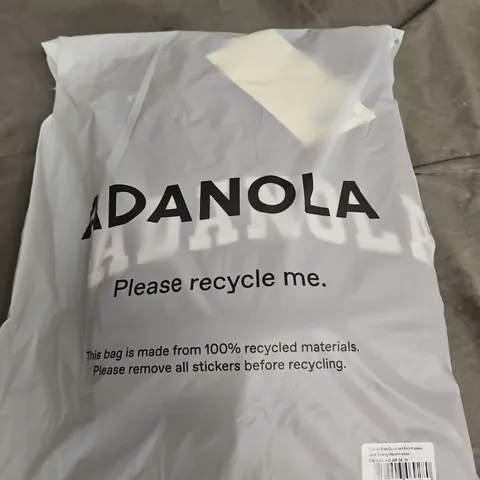 ADANOLA
ADANOLA
Please recycle me.
This bag is made from 100% recycled materials.
Please remove all stickers before recycling.